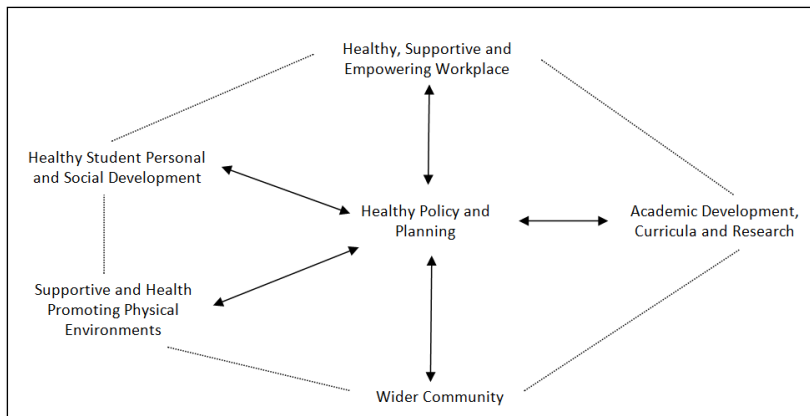 Healthy, Supportive and
Empowering Workplace
Healthy Student Personal
and Social Development
Healthy Policy and
Planning
Academic Development,
Curricula and Research
Supportive and Health
Promoting Physical
Environments
Wider Community